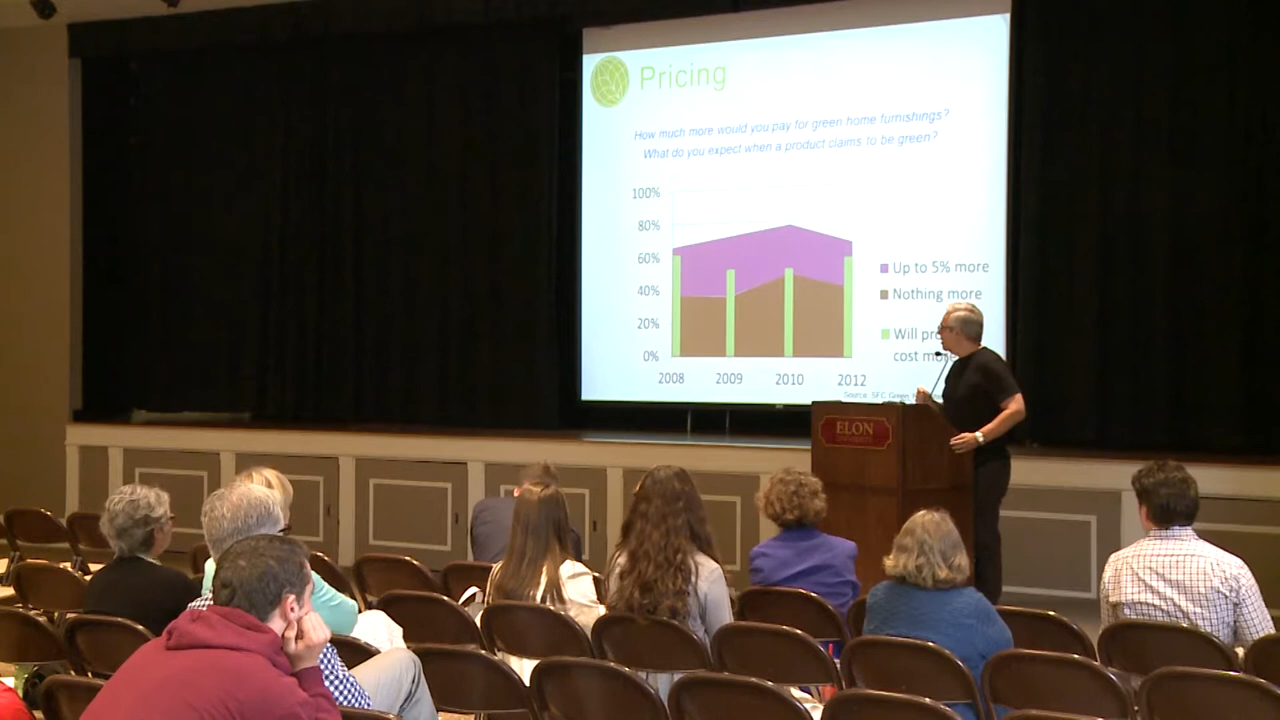 Pricing
How much more would you pay for green home furnishings?
What do you expect when a product claims to be green?
100%
80%
60%
40%
20%
0%
2008 2009 2010 2012
Up to 5% more
Nothing more
Will
cost
Source: SFC Green
ELON
UNIVERSITY